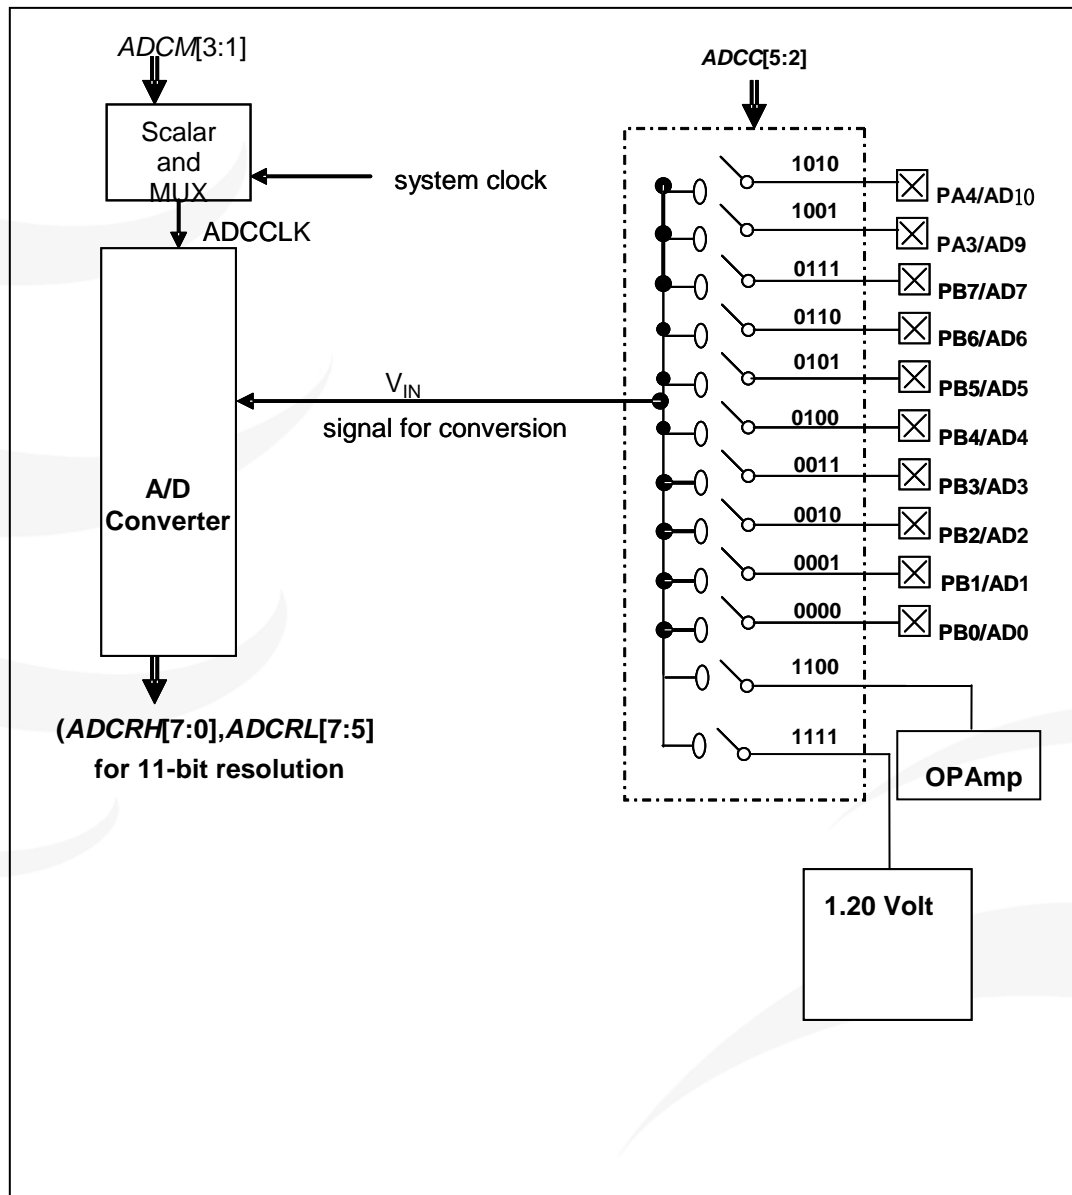 ADCM[3:1]
Scalar
and
MUX
system clock
ADCCLK
A/D
Converter
VIN
signal for conversion
(ADCRH[7:0],ADCRL[7:5]
for 11-bit resolution
ADCC[5:2]
1010
PA4/AD10
1001
PA3/AD9
0111
PB7/AD7
0110
PB6/AD6
0101
PB5/AD5
0100
PB4/AD4
0011
PB3/AD3
0010
PB2/AD2
0001
PB1/AD1
0000
PB0/AD0
1100
OPAmp
1111
1.20 Volt